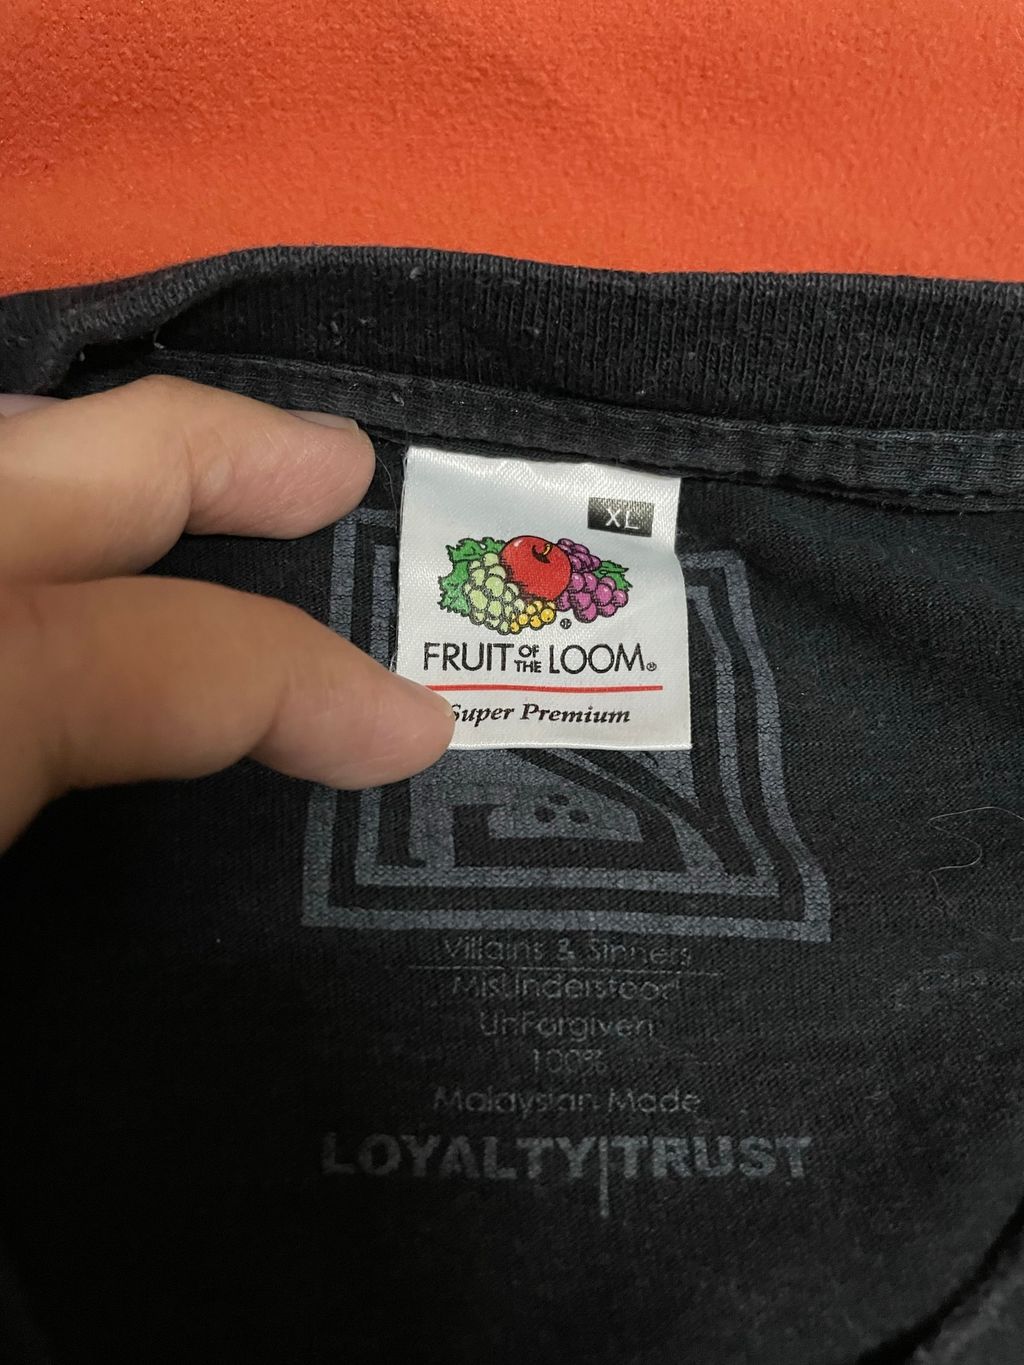 XL
FRUIT OF THE LOOM®
Super Premium
Villains & Sinners
MisUnderstood
UnForgiven
100%
Malaysian Made
LOYALTY|TRUST